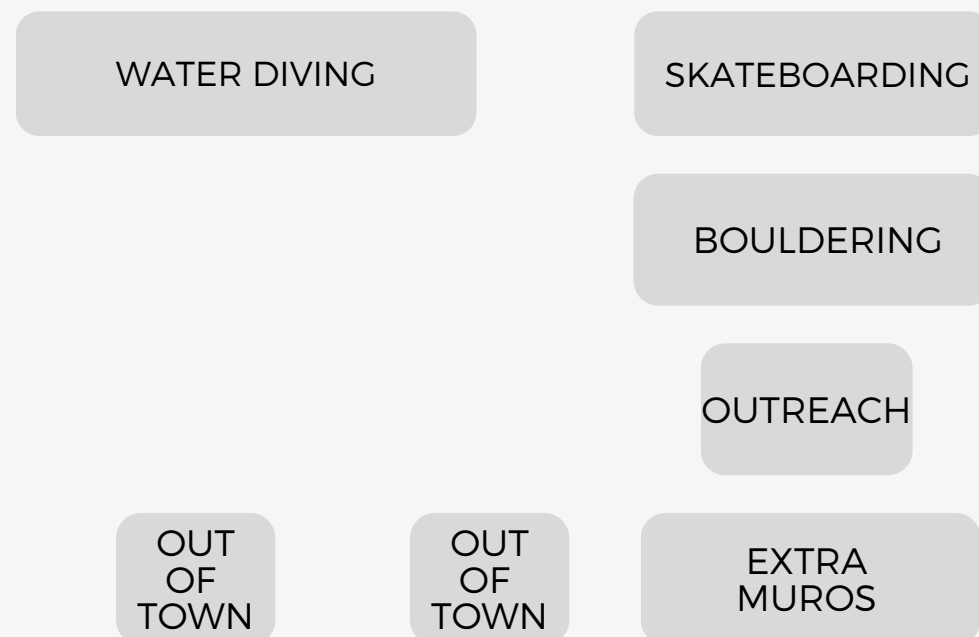 WATER DIVING
SKATEBOARDING
BOULDERING
OUTREACH
OUT
OF
TOWN
OUT
OF
TOWN
EXTRA
MUROS